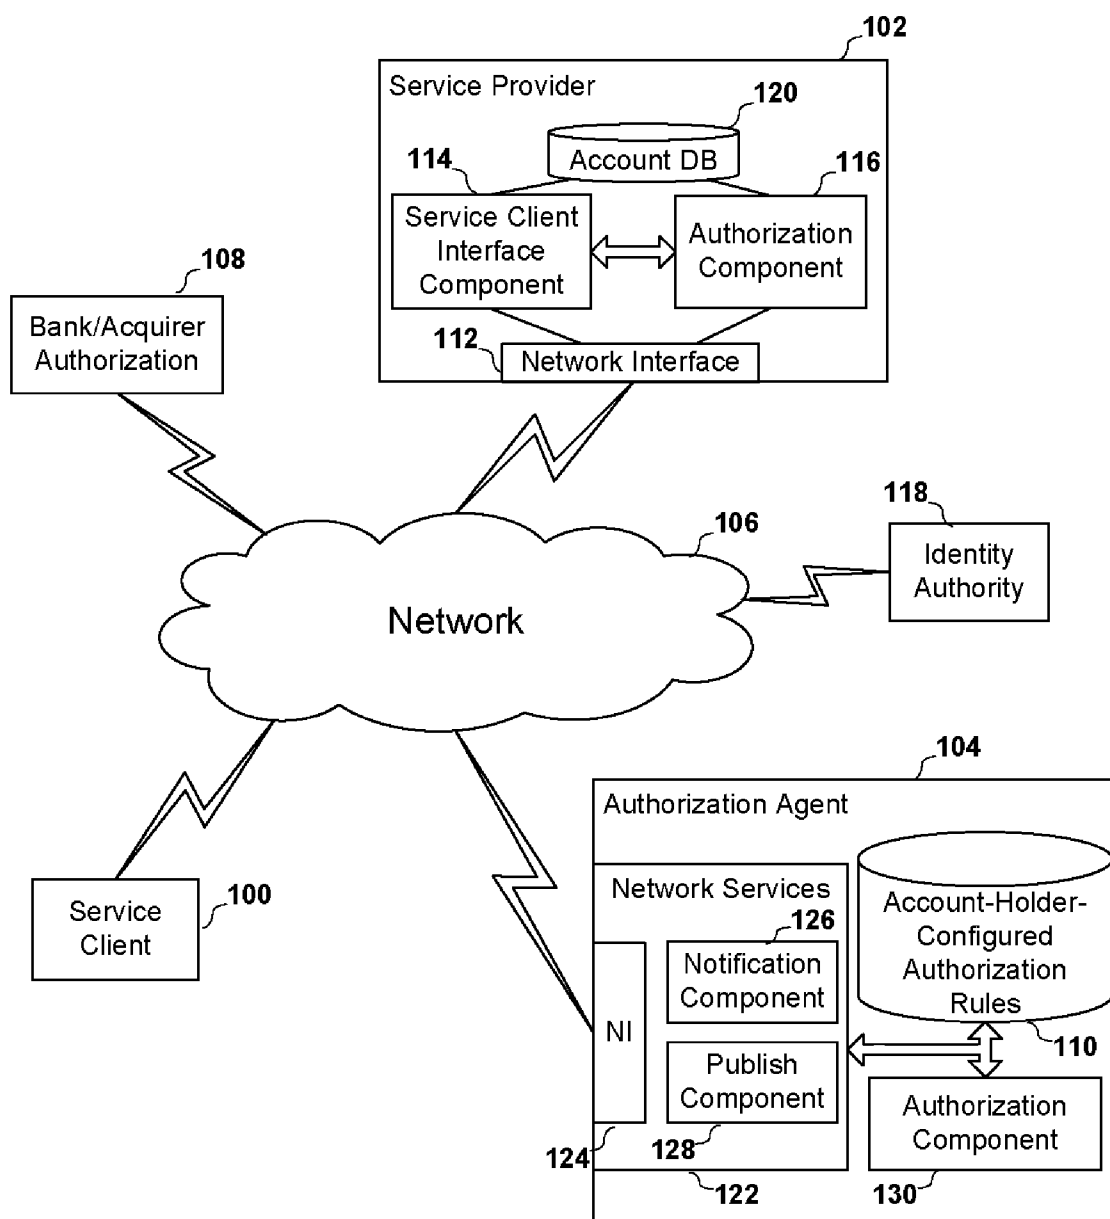 102
Service Provider
120
Account DB
114
116
Service Client
Interface
Component
Authorization
Component
108
Bank/Acquirer
Authorization
112
Network Interface
118
Identity
Authority
106
Network
104
Authorization Agent
100
Service
Client
Network Services
126
Notification
Component
Account-Holder-
Configured
Authorization
Rules
110
NI
Publish
Component
124
128
Authorization
Component
122
130